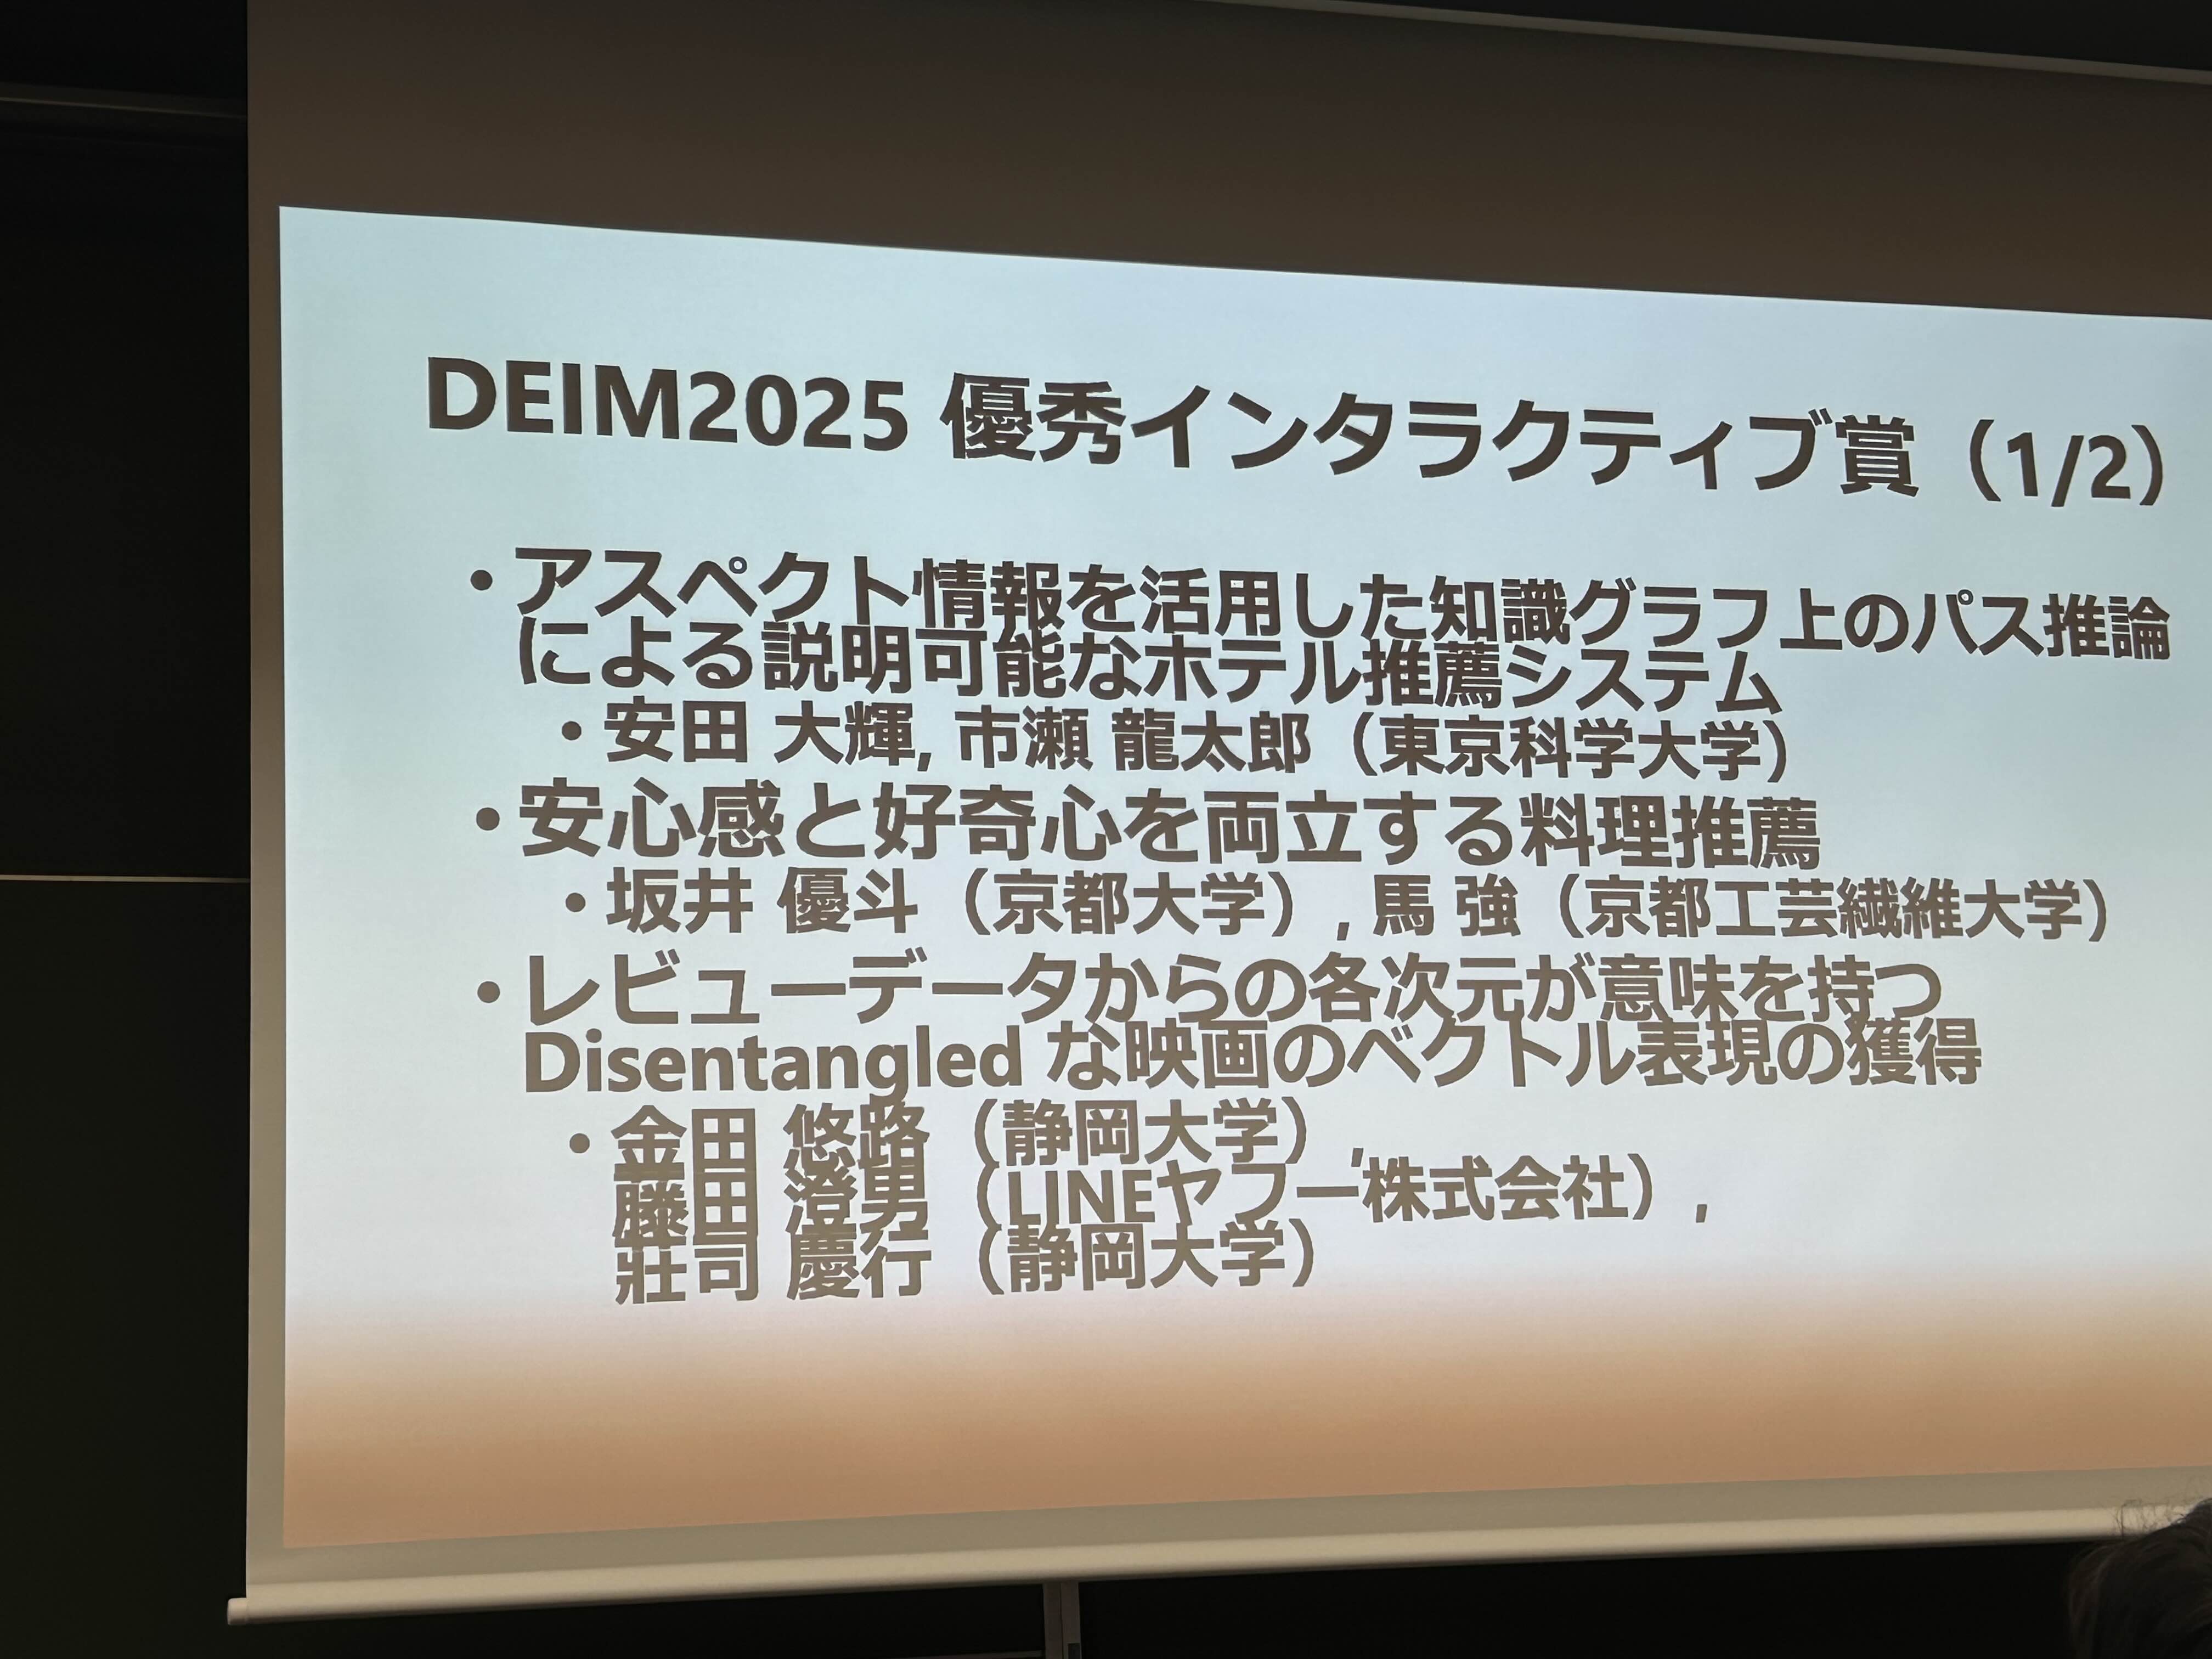 DEIM2025 優秀インタラクティブ賞（1/2）
・アスペクト情報を活用した知識グラフ上のパス推論
による説明可能なホテル推薦システム
・安田 大輝, 市瀬 龍太郎（東京科学大学）
・安心感と好奇心を両立する料理推薦
・坂井 優斗（京都大学）, 馬 強（京都工芸繊維大学）
・レビューデータからの各次元が意味を持つ
Disentangled な映画のベクトル表現の獲得
・金田 悠路（静岡大学）,
藤田 澄男（LINEヤフー株式会社）,
莊司 慶行（静岡大学）